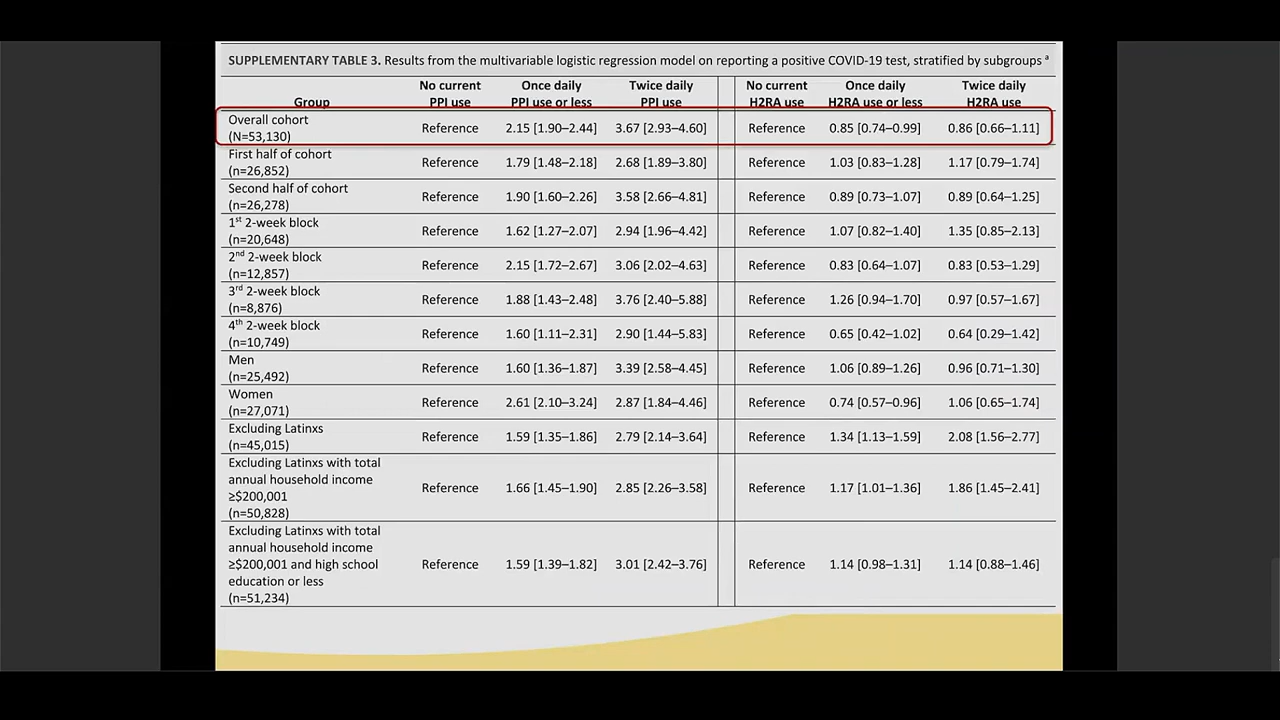 SUPPLEMENTARY TABLE 3. Results from the multivariable logistic regression model on reporting a positive COVID-19 test, stratified by subgroups ª
Group No current PPI use Once daily PPI use or less Twice daily PPI use No current H2RA use Once daily H2RA use or less Twice daily H2RA use
Overall cohort
(N=53,130) Reference 2.15 [1.90–2.44] 3.67 [2.93–4.60] Reference 0.85 [0.74–0.99] 0.86 [0.66–1.11]
First half of cohort
(n=26,852) Reference 1.79 [1.48–2.18] 2.68 [1.89–3.80] Reference 1.03 [0.83–1.28] 1.17 [0.79–1.74]
Second half of cohort
(n=26,278) Reference 1.90 [1.60–2.26] 3.58 [2.66–4.81] Reference 0.89 [0.73–1.07] 0.89 [0.64–1.25]
1st 2-week block
(n=20,648) Reference 1.62 [1.27–2.07] 2.94 [1.96–4.42] Reference 1.07 [0.82–1.40] 1.35 [0.85–2.13]
2nd 2-week block
(n=12,857) Reference 2.15 [1.72–2.67] 3.06 [2.02–4.63] Reference 0.83 [0.64–1.07] 0.83 [0.53–1.29]
3rd 2-week block
(n=8,876) Reference 1.88 [1.43–2.48] 3.76 [2.40–5.88] Reference 1.26 [0.94–1.70] 0.97 [0.57–1.67]
4th 2-week block
(n=10,749) Reference 1.60 [1.11–2.31] 2.90 [1.44–5.83] Reference 0.65 [0.42–1.02] 0.64 [0.29–1.42]
Men
(n=25,492) Reference 1.60 [1.36–1.87] 3.39 [2.58–4.45] Reference 1.06 [0.89–1.26] 0.96 [0.71–1.30]
Women
(n=27,071) Reference 2.61 [2.10–3.24] 2.87 [1.84–4.46] Reference 0.74 [0.57–0.96] 1.06 [0.65–1.74]
Excluding Latinxs
(n=45,015) Reference 1.59 [1.35–1.86] 2.79 [2.14–3.64] Reference 1.34 [1.13–1.59] 2.08 [1.56–2.77]
Excluding Latinxs with total
annual household income
≥$200,001 Reference 1.66 [1.45–1.90] 2.85 [2.26–3.58] Reference 1.17 [1.01–1.36] 1.86 [1.45–2.41]
(n=50,828)
Excluding Latinxs with total
annual household income
≥$200,001 and high school Reference 1.59 [1.39–1.82] 3.01 [2.42–3.76] Reference 1.14 [0.98–1.31] 1.14 [0.88–1.46]
education or less
(n=51,234)